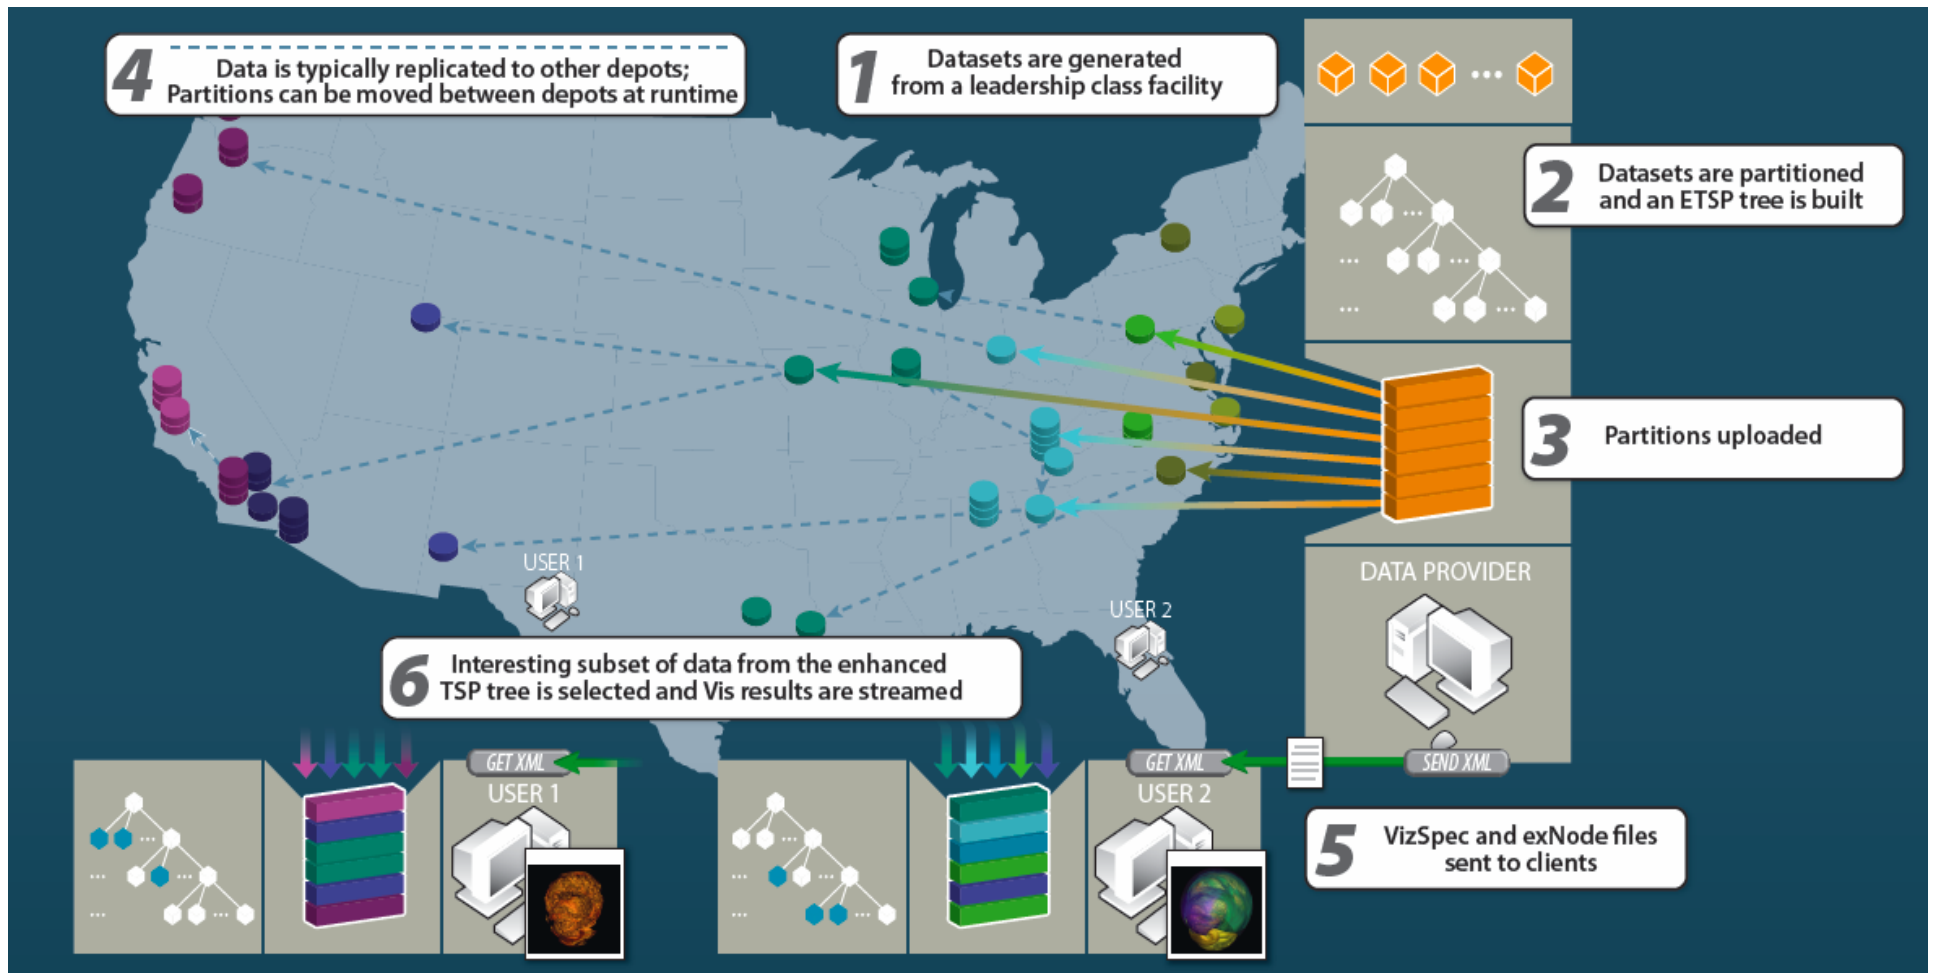 4
Data is typically replicated to other depots;
Partitions can be moved between depots at runtime
1
Datasets are generated
from a leadership class facility
2
Datasets are partitioned
and an ETSP tree is built
3
Partitions uploaded
DATA PROVIDER
USER 1
USER 2
6
Interesting subset of data from the enhanced
TSP tree is selected and Vis results are streamed
GET XML
USER 1
GET XML
USER 2
SEND XML
5
VizSpec and exNode files
sent to clients